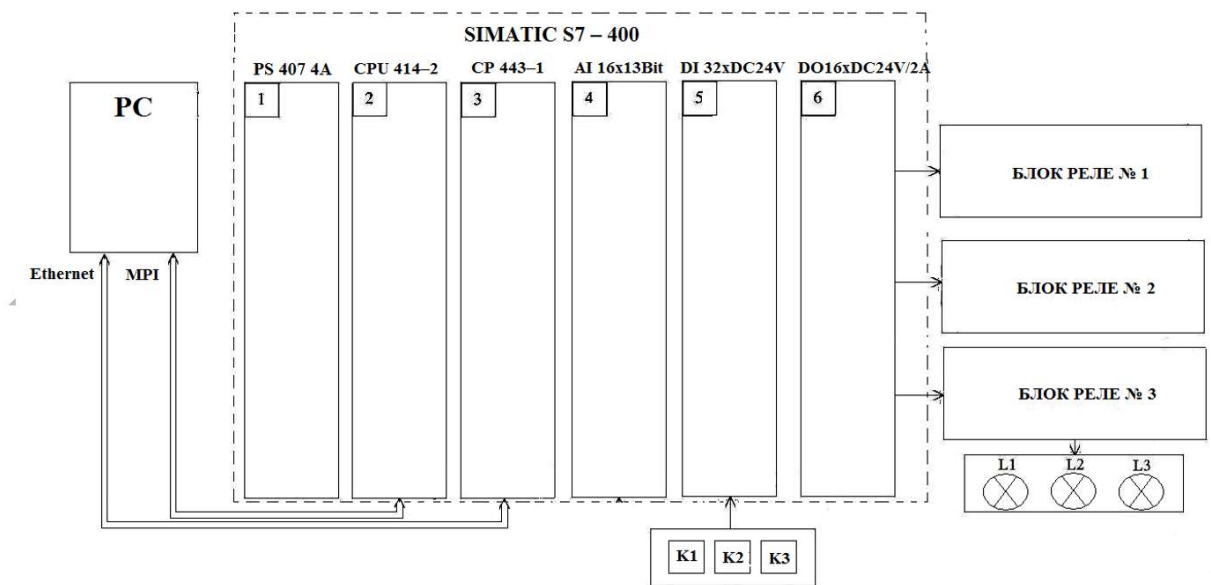 SIMATIC S7 – 400
PS 407 4A
CPU 414–2
CP 443–1
AI 16x13Bit
DI 32xDC24V
DO16xDC24V/2A
PC
1
2
3
4
5
6
БЛОК РЕЛЕ № 1
Ethernet
MPI
БЛОК РЕЛЕ № 2
БЛОК РЕЛЕ № 3
L1
L2
L3
K1
K2
K3